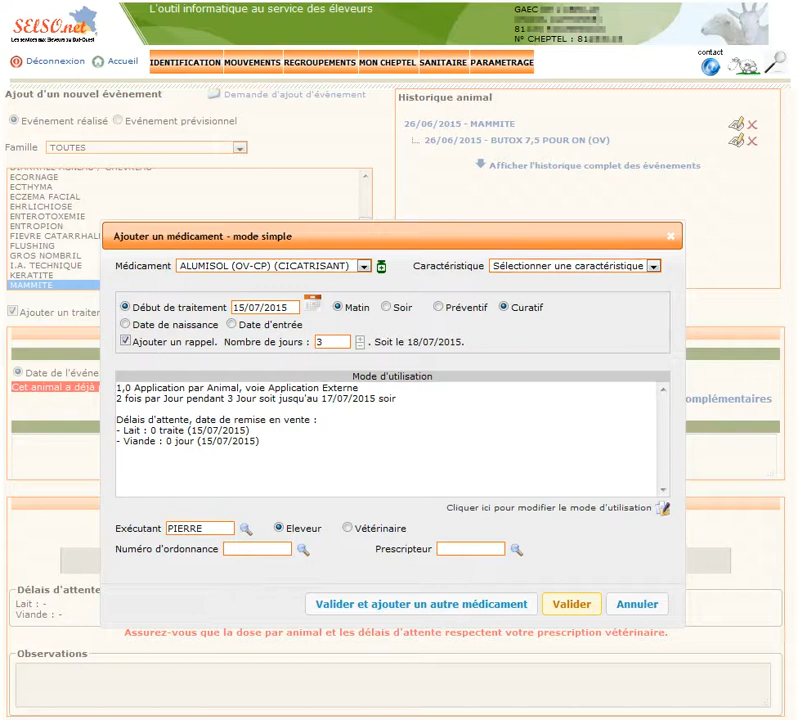 SELSO.net
Les services aux Eleveurs du Sud-Ouest
L'outil informatique au service des éleveurs
GAEC
81
N° CHEPTEL : 81
Déconnexion
Accueil
IDENTIFICATION MOUVEMENTS REGROUPEMENTS MON CHEPTEL SANITAIRE PARAMETRAGE
contact
Ajout d'un nouvel évènement
Demande d'ajout d'évènement
Evénement réalisé
Evénement prévisionnel
Famille
TOUTES
ECORNAGE
ECTHYMA
ECZEMA FACIAL
EHRLICHIOSE
ENTEROTOXEMIE
ENTROPION
FIEVRE CATARRHAL
FLUSHING
GROS NOMBRIL
I.A. TECHNIQUE
KERATITE
MAMMITE
Ajouter un traiter
Historique animal
26/06/2015 - MAMMITE
26/06/2015 - BUTOX 7,5 POUR ON (OV)
Afficher l'historique complet des événements
Date de l'événe
Cet animal a déjà
omplémentaires
Ajouter un médicament - mode simple
Médicament
ALUMISOL (OV-CP) (CICATRISANT)
Caractéristique
Sélectionner une caractéristique
Début de traitement 15/07/2015
Matin
Soir
Préventif
Curatif
Date de naissance
Date d'entrée
Ajouter un rappel. Nombre de jours : 3 . Soit le 18/07/2015.
Mode d'utilisation
1,0 Application par Animal, voie Application Externe
2 fois par Jour pendant 3 Jour soit jusqu'au 17/07/2015 soir
Délais d'attente, date de remise en vente :
- Lait : 0 traite (15/07/2015)
- Viande : 0 jour (15/07/2015)
Cliquer ici pour modifier le mode d'utilisation
Exécutant PIERRE
Eleveur
Vétérinaire
Numéro d'ordonnance
Prescripteur
Valider et ajouter un autre médicament
Valider
Annuler
Délais d'attente
Lait : -
Viande : -
Assurez-vous que la dose par animal et les délais d'attente respectent votre prescription vétérinaire.
Observations